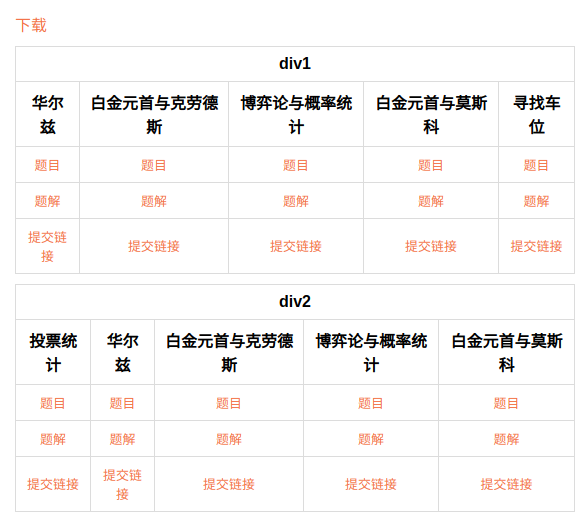 下载
div1
华尔 白金元首与克劳德 博弈论与概率统 白金元首与莫斯 寻找车
兹 斯 计 科 位
题目 题目 题目 题目 题目
题解 题解 题解 题解 题解
提交链 提交链接 提交链接 提交链接 提交链接
接
div2
投票统 华尔 白金元首与克劳德 博弈论与概率统 白金元首与莫斯
计 兹 斯 计 科
题目 题目 题目 题目 题目
题解 题解 题解 题解 题解
提交链接 提交链 提交链接 提交链接 提交链接
接